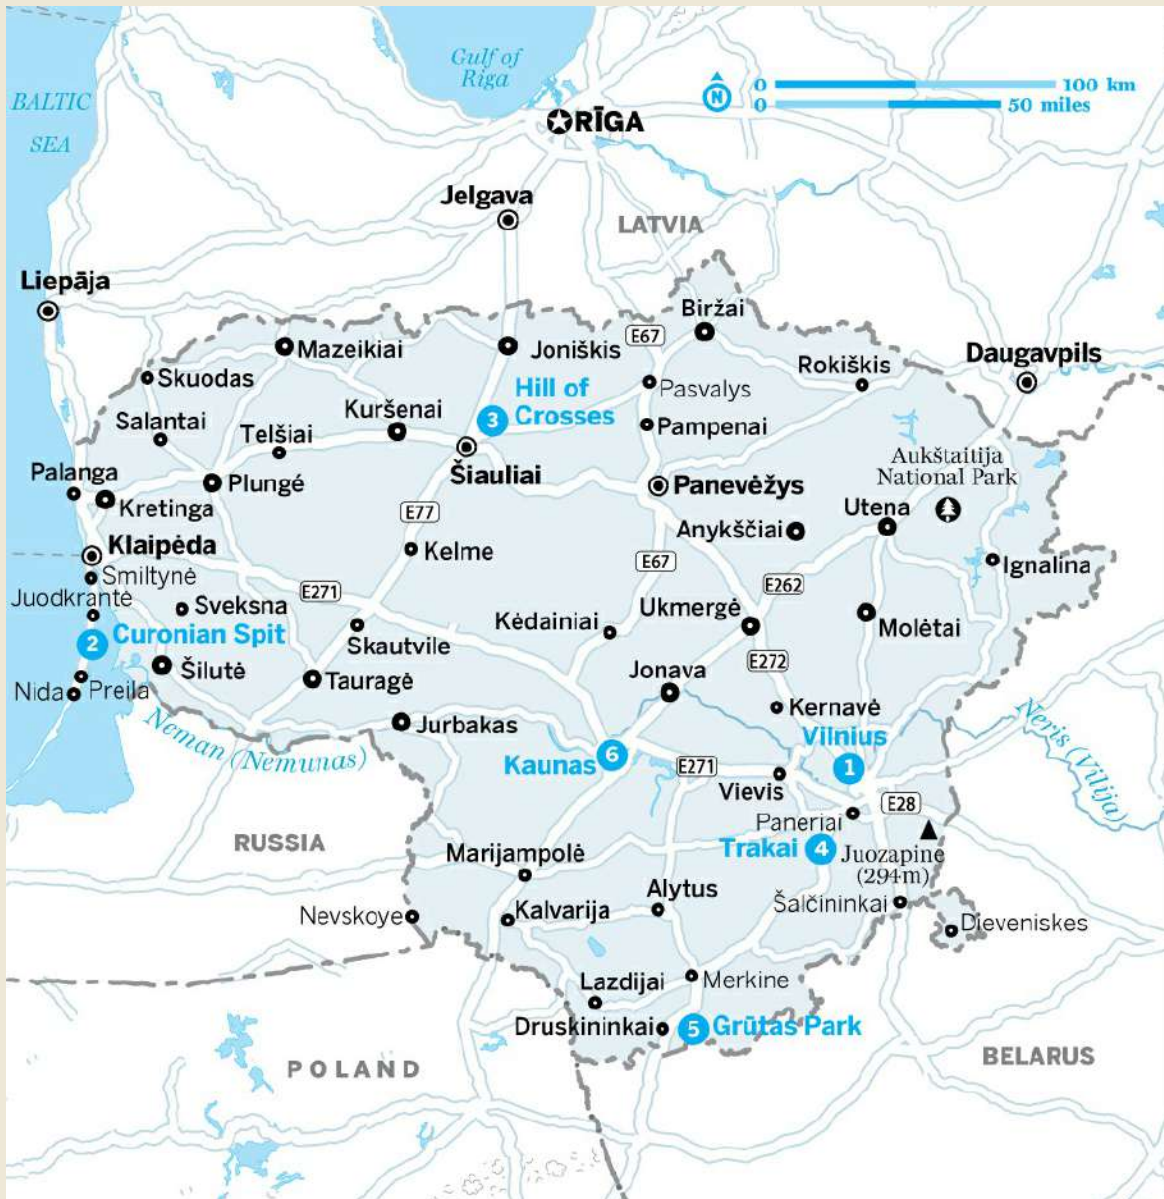 Gulf of
Riga
BALTIC
SEA
N
0
100 km
0
50 miles
RĪGA
Jelgava
LATVIA
Liepāja
Biržai
E67
Mazeikiai
Joniškis
Rokiškis
Daugavpils
Skuodas
Hill of
Crosses
3
Pasvalys
Salantai
Kuršenai
Pampenai
Telšiai
Šiauliai
Aukštaitija
National Park
Palanga
Plungé
Panevėžys
Kretinga
E77
Anykščiai
Utena
Klaipėda
Kelme
E67
Ignalina
Smiltynė
E271
E262
Juodkrantė
Sveksna
Kėdainiai
Ukmergė
Molėtai
2
Curonian Spit
Skautvile
E272
Šilutė
Tauragė
Jonava
Nida
Preila
Jurbakas
Kernavė
Neman (Nemunas)
Vilnius
1
Neris (Vilija)
Kaunas
6
E271
Vievis
E28
Paneriai
RUSSIA
Trakai
4
Juozapine
(294m)
Marijampolė
Alytus
Šalčininkai
Nevskoye
Kalvarija
Dieveniskes
Lazdijai
Merkine
Druskininkai
5
Grūtas Park
POLAND
BELARUS